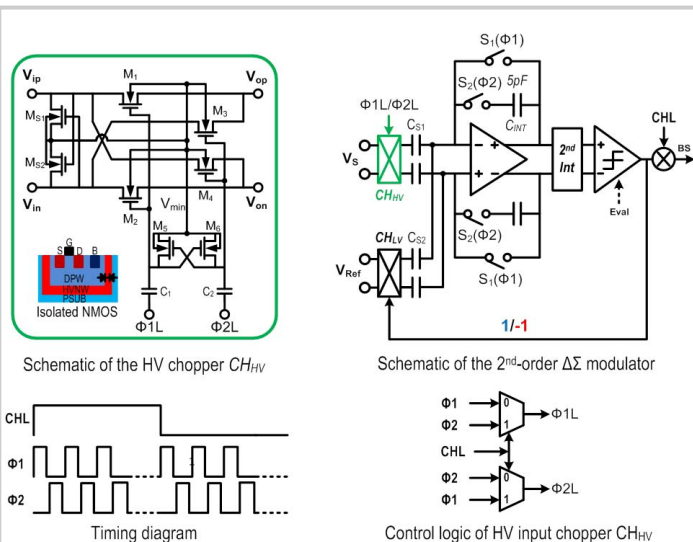 Vip
M1
Vop
MS1
M3
MS2
M4
Vin
M2
Vmin
Von
M5
M6
G
S
D
B
DPW
HVNW
PSUB
Isolated NMOS
C1
C2
Φ1L
Φ2L
Schematic of the HV chopper CHHV
S1(Φ1)
S2(Φ2)
5pF
CINT
Φ1L/Φ2L
CS1
VS
CHHV
2nd
Int
CHL
BS
Eval
CHLV
CS2
S2(Φ2)
VRef
S1(Φ1)
1/-1
Schematic of the 2nd-order ΔΣ modulator
CHL
Φ1
Φ2
Timing diagram
Φ1
0
Φ2
1
Φ1L
CHL
Φ2
0
Φ1
1
Φ2L
Control logic of HV input chopper CHHV